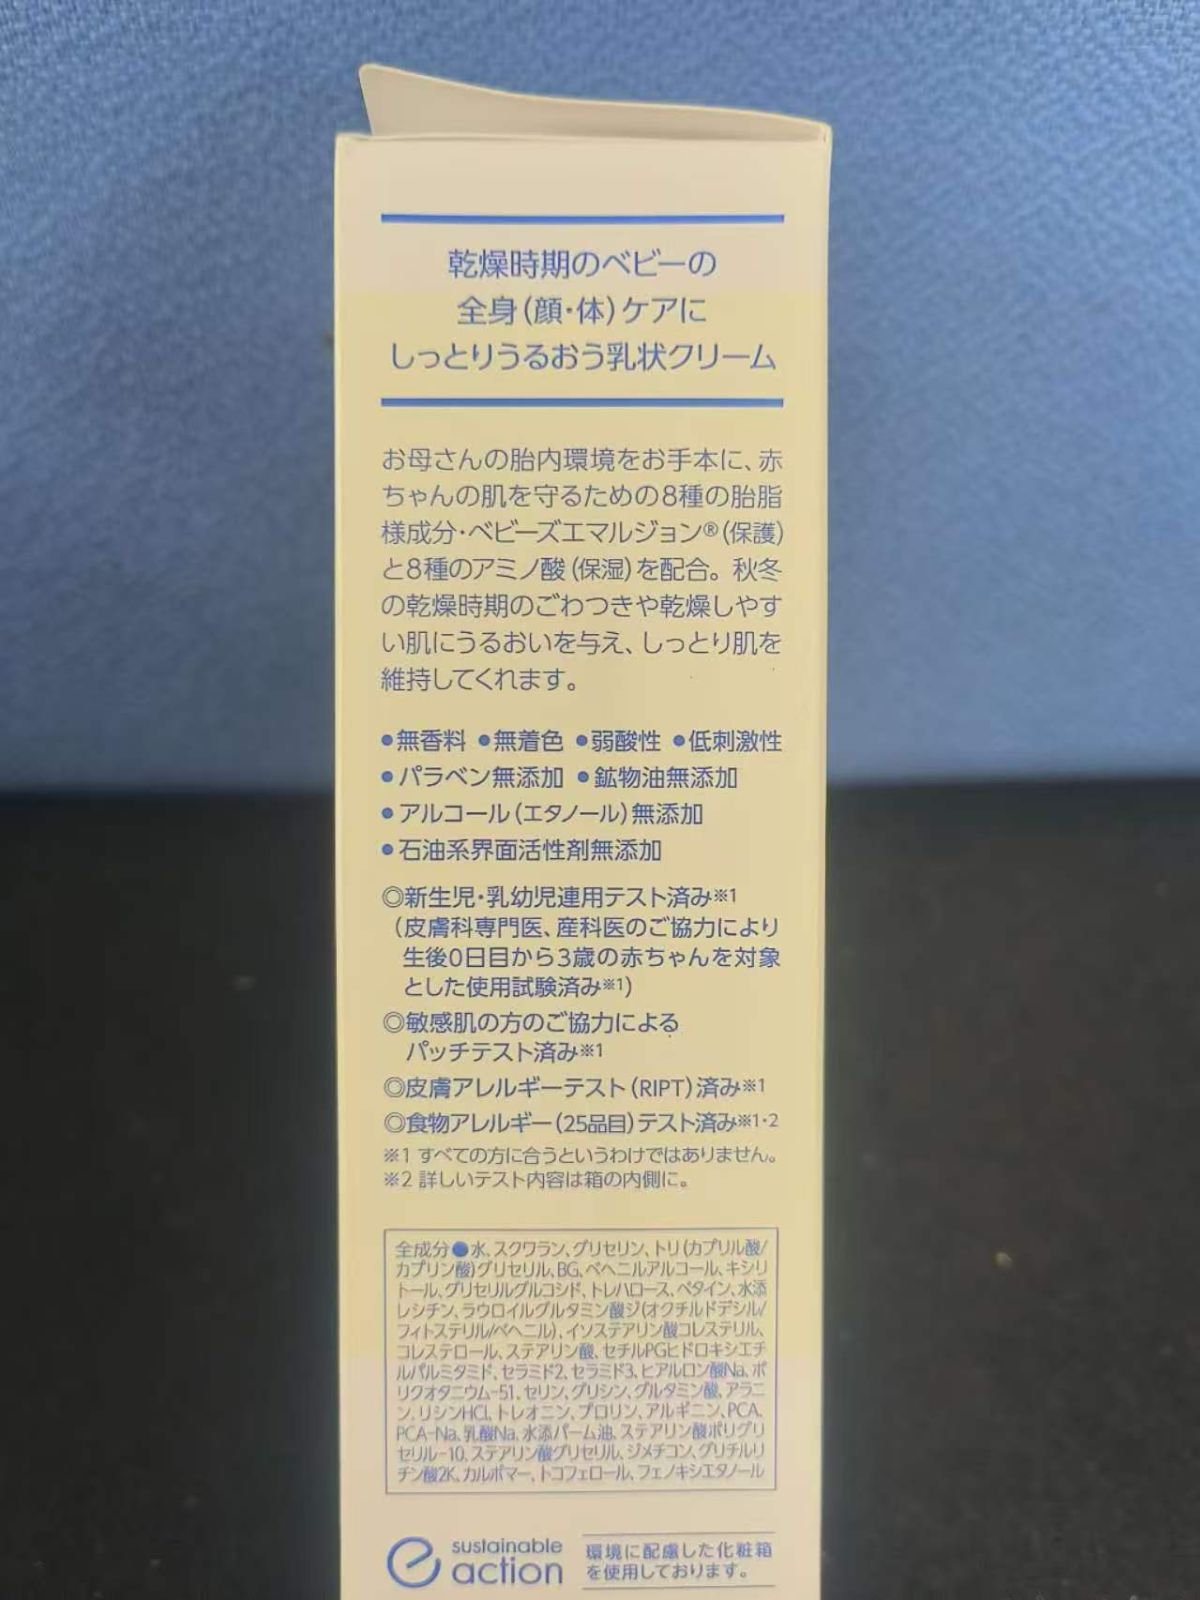 乾燥時期のベビーの
全身(顔・体)ケアに
しっとりうるおう乳状クリーム
お母さんの胎内環境をお手本に、赤
ちゃんの肌を守るための8種の胎脂
様成分・ベビーズエマルジョン®(保護)
と8種のアミノ酸(保湿)を配合。秋冬
の乾燥時期のごわつきや乾燥しやす
い肌にうるおいを与え、しっとり肌を
維持してくれます。
●無香料 ●無着色 ●弱酸性 ●低刺激性
●パラベン無添加 ●鉱物油無添加
●アルコール(エタノール)無添加
●石油系界面活性剤無添加
◎新生児・乳幼児連用テスト済み※1
(皮膚科専門医、産科医のご協力により
生後0日目から3歳の赤ちゃんを対象
とした使用試験済み※1)
◎敏感肌の方のご協力による
パッチテスト済み※1
◎皮膚アレルギーテスト(RIPT)済み※1
◎食物アレルギー(25品目)テスト済み※1・2
※1 すべての方に合うというわけではありません。
※2 詳しいテスト内容は箱の内側に。
全成分●水、スクワラン、グリセリン、トリ(カプリル酸/
カプリン酸)グリセリル、BG、ベヘニルアルコール、キシリ
トール、グリセリルグルコシド、トレハロース、ベタイン、水添
レシチン、ラウロイルグルタミン酸ジ(オクチルドデシル/
フィトステリル/ベヘニル)、イソステアリン酸コレステリル、
コレステロール、ステアリン酸、セチルPGヒドロキシエチ
ルパルミタミド、セラミド2、セラミド3、ヒアルロン酸Na、ポ
リクオタニウム-51、セリン、グリシン、グルタミン酸、アラニ
ン、リシンHCl、トレオニン、プロリン、アルギニン、PCA、
PCA-Na、乳酸Na、水添パーム油、ステアリン酸ポリグリ
セリル-10、ステアリン酸グリセリル、ジメチコン、グリチルリ
チン酸2K、カルボマー、トコフェロール、フェノキシエタノール
sustainable
action
環境に配慮した化粧箱
を使用しております。